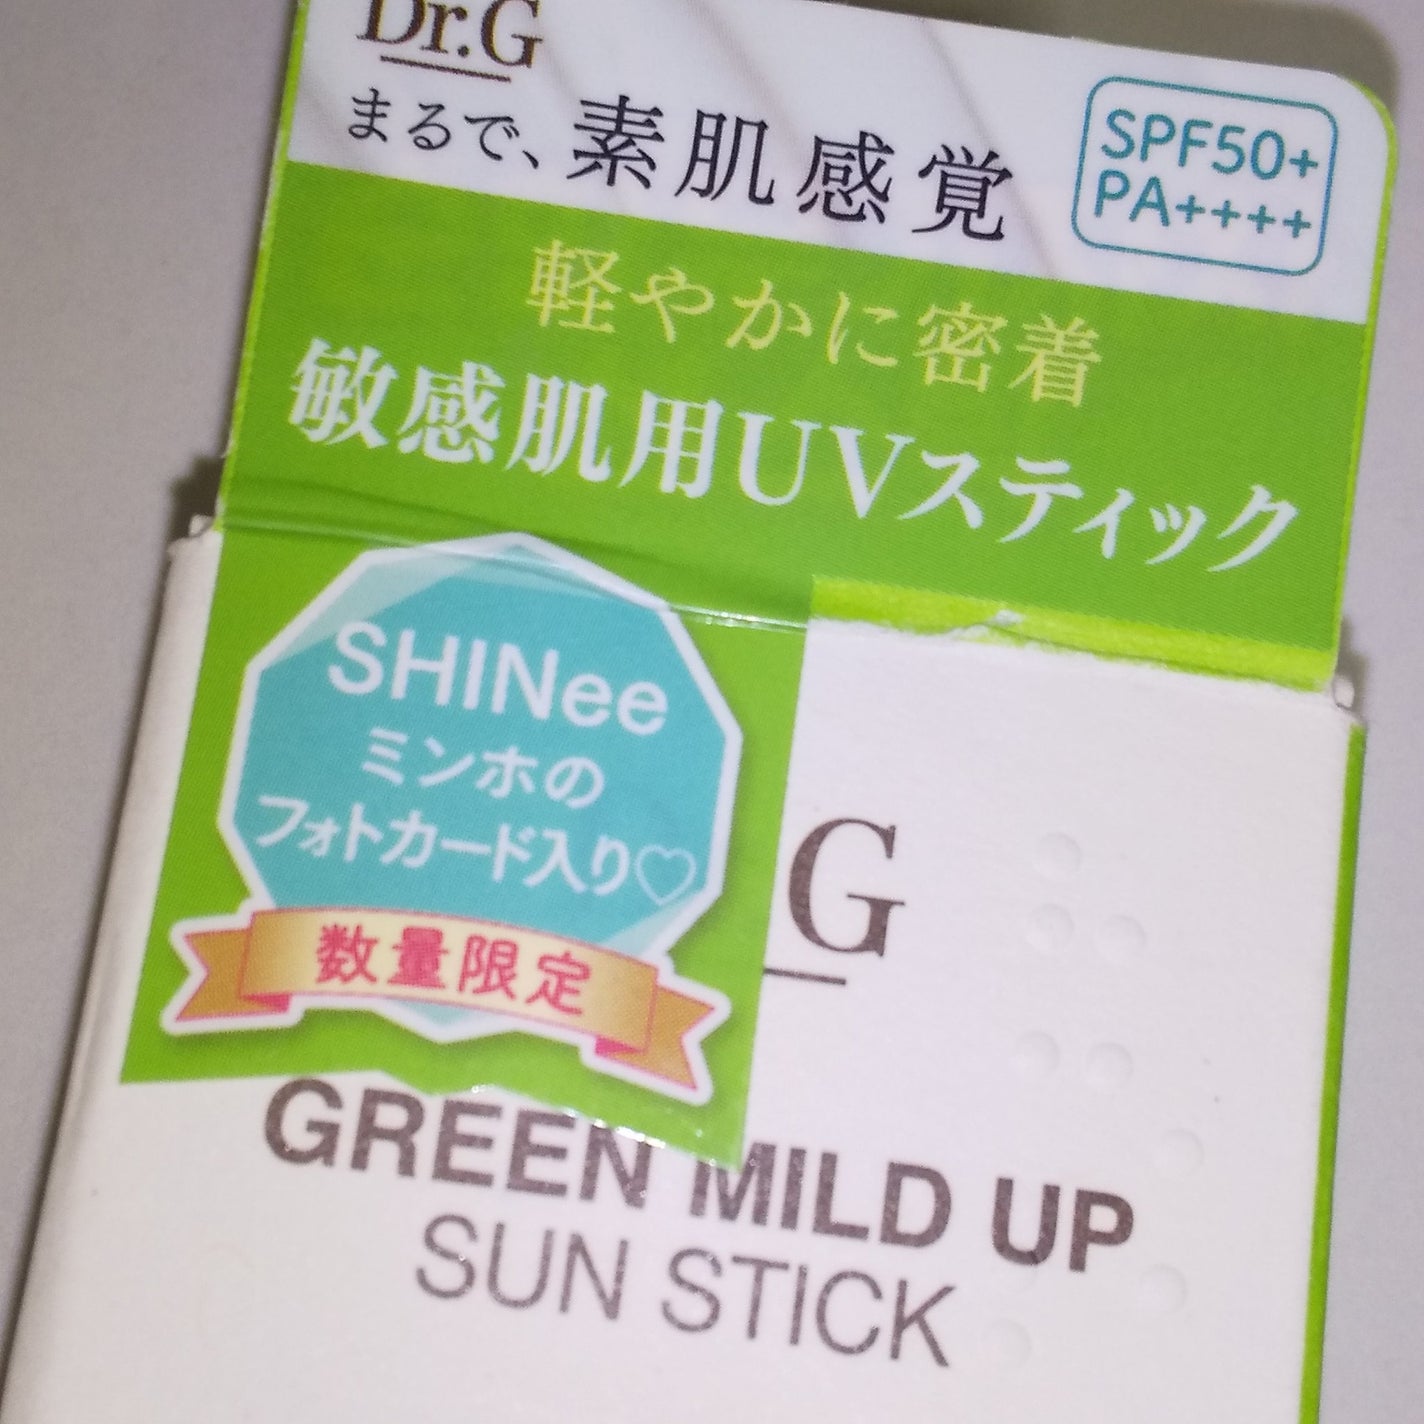 Dr.G
まるで、素肌感覚
SPF50+
PA++++
軽やかに密着
敏感肌用UVスティック
SHINee
ミンホの
フォトカード入り♡
数量限定
G
GREEN MILD UP
SUN STICK